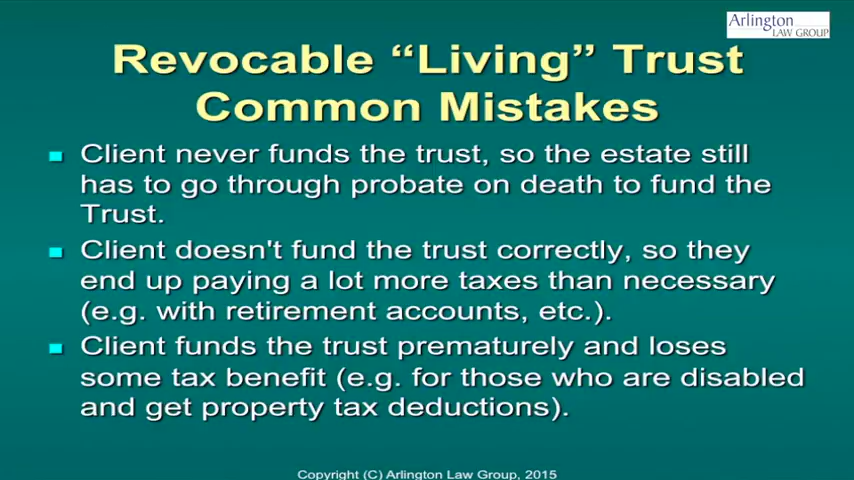 Arlington
LAW GROUP
Revocable “Living” Trust
Common Mistakes
Client never funds the trust, so the estate still
has to go through probate on death to fund the
Trust.
Client doesn't fund the trust correctly, so they
end up paying a lot more taxes than necessary
(e.g. with retirement accounts, etc.).
Client funds the trust prematurely and loses
some tax benefit (e.g. for those who are disabled
and get property tax deductions).
Copyright (C) Arlington Law Group, 2015